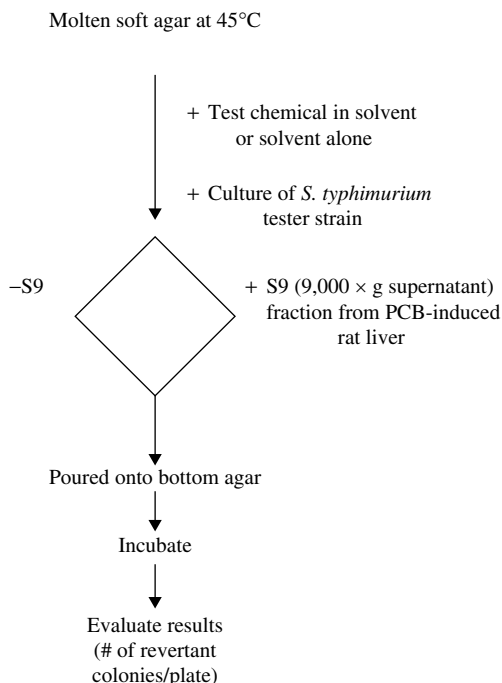 Molten soft agar at 45°C
+ Test chemical in solvent
or solvent alone
+ Culture of S. typhimurium
tester strain
−S9
+ S9 (9,000 × g supernatant)
fraction from PCB-induced
rat liver
Poured onto bottom agar
Incubate
Evaluate results
(# of revertant
colonies/plate)